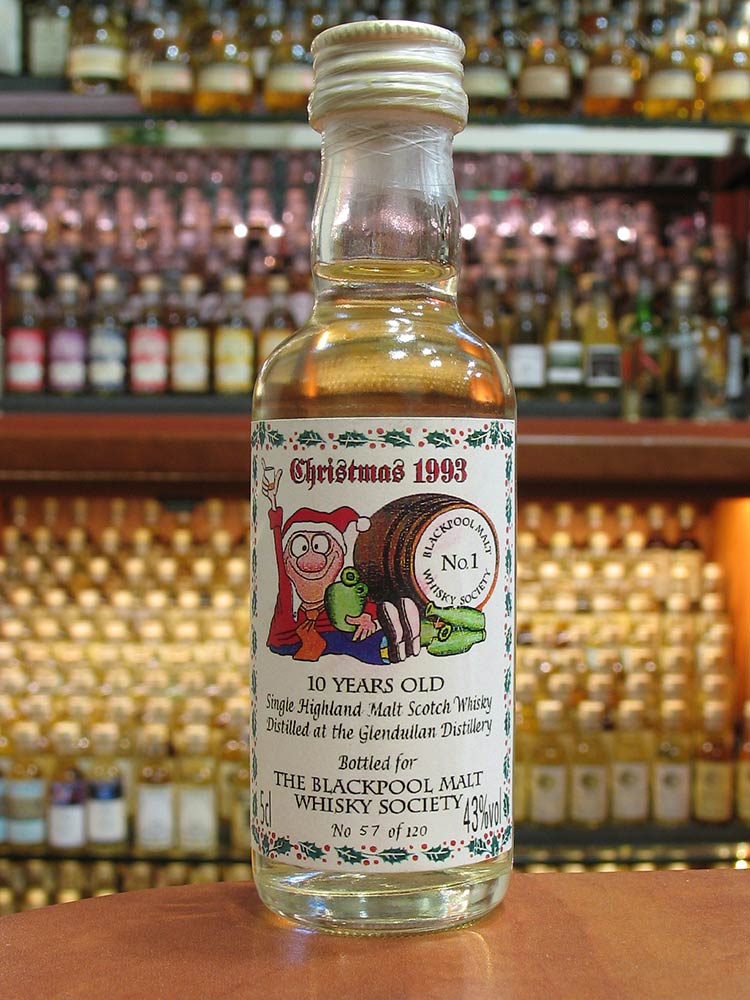 Christmas 1993
BLACKPOOL MALT
No.1
WHISKY SOCIETY
10 YEARS OLD
Single Highland Malt Scotch Whisky
Distilled at the Glendullan Distillery
Bottled for
THE BLACKPOOL MALT
WHISKY SOCIETY
5cl 43%vol
No 57 of 120